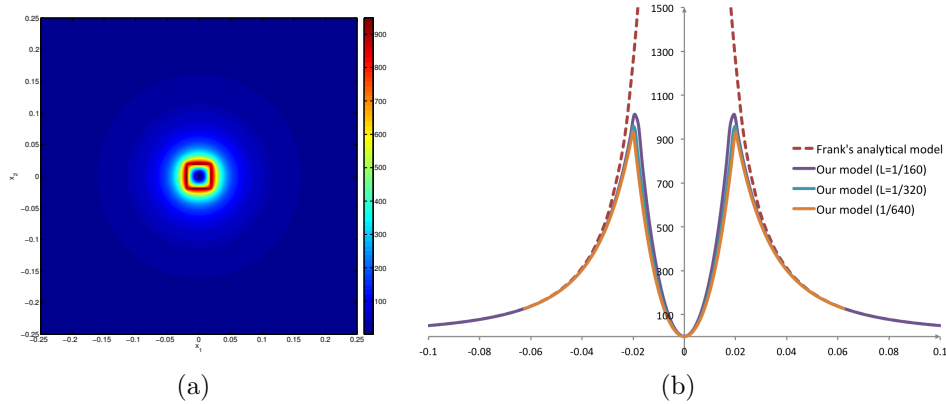 0.25
0.2
0.15
0.1
0.05
0
−0.05
−0.1
−0.15
−0.2
−0.25
x2
−0.25 −0.2 −0.15 −0.1 −0.05 0 0.05 0.1 0.15 0.2 0.25
x1
900
800
700
600
500
400
300
200
100
(a)
1500
1300
1100
900
700
500
300
100
-0.1 -0.08 -0.06 -0.04 -0.02 0 0.02 0.04 0.06 0.08 0.1
Frank's analytical model
Our model (L=1/160)
Our model (L=1/320)
Our model (1/640)
(b)